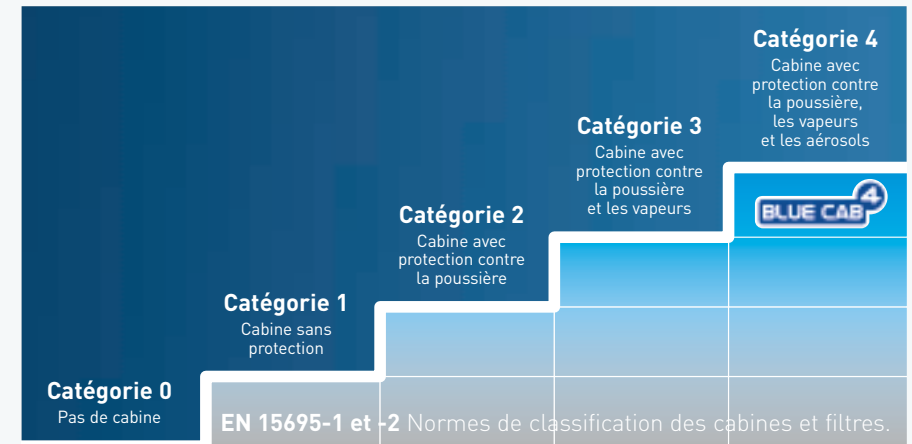 Catégorie 4
Cabine avec
protection contre
la poussière,
les vapeurs
et les aérosols
Catégorie 3
Cabine avec
protection contre
la poussière
et les vapeurs
BLUE CAB 4
Catégorie 2
Cabine avec
protection contre
la poussière
Catégorie 1
Cabine sans
protection
Catégorie 0
Pas de cabine
EN 15695-1 et -2 Normes de classification des cabines et filtres.